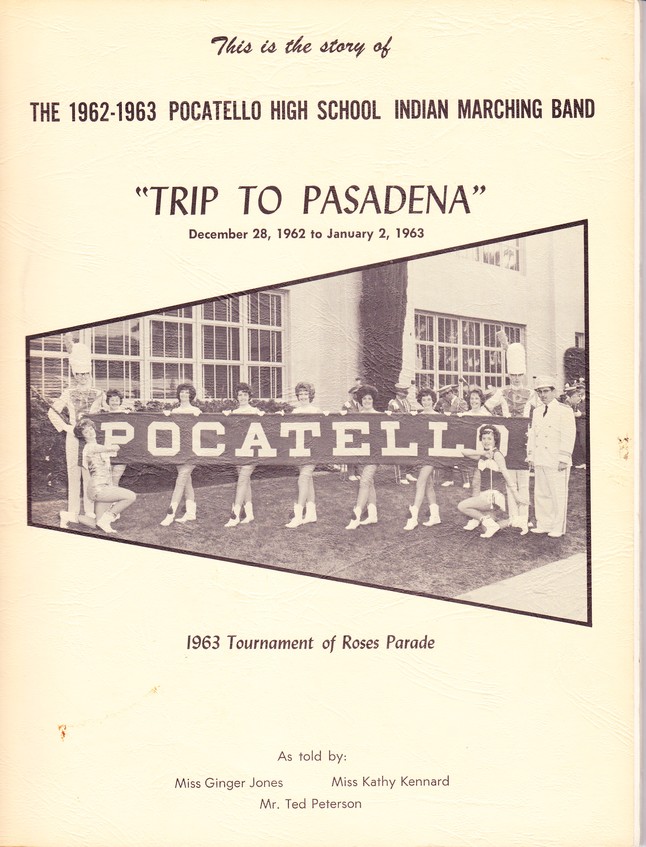 This is the story of
THE 1962-1963 POCATELLO HIGH SCHOOL INDIAN MARCHING BAND
"TRIP TO PASADENA"
December 28, 1962 to January 2, 1963
POCATELLO
1963 Tournament of Roses Parade
As told by:
Miss Ginger Jones Miss Kathy Kennard
Mr. Ted Peterson